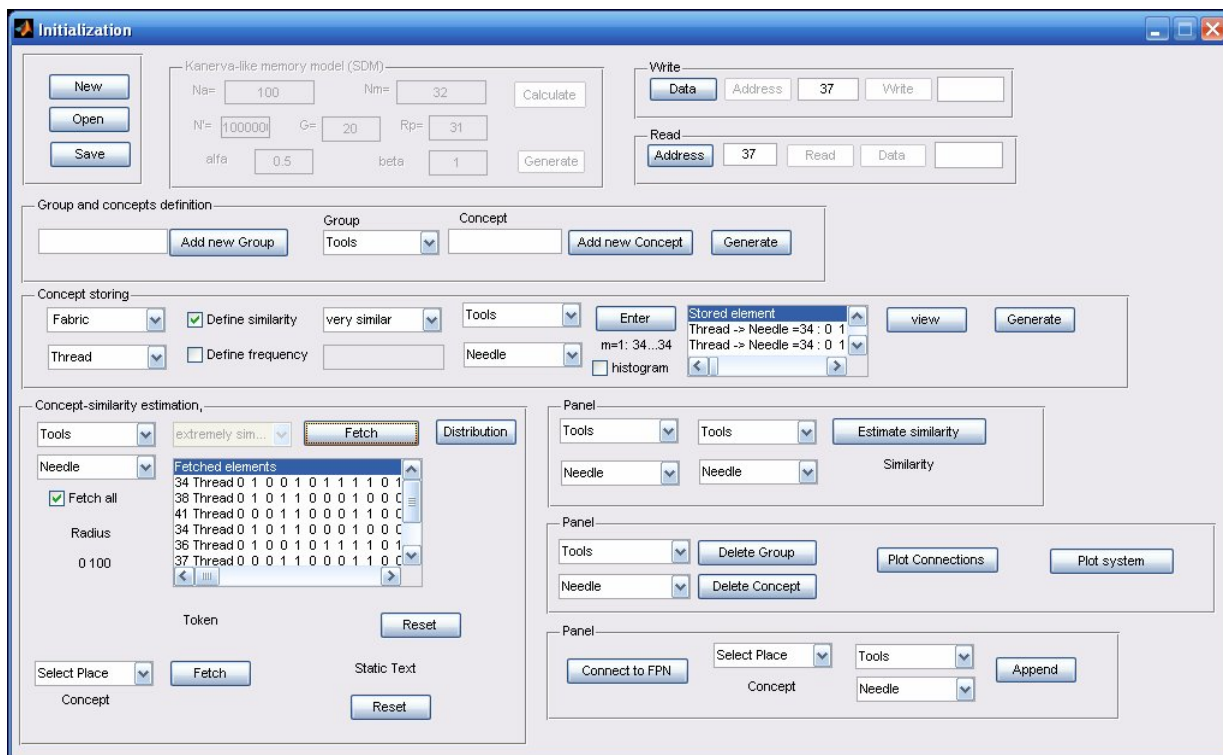 Initialization
New
Open
Save
Kanerva-like memory model (SDM)
Na= 100 Nm= 32 Calculate
N'= 100000 G= 20 Rp= 31
alfa 0.5 beta 1 Generate
Write
Data Address 37 Write
Read
Address 37 Read Data
Group and concepts definition
Group Concept
Add new Group Tools Add new Concept Generate
Concept storing
Fabric Define similarity very similar Tools Enter
Thread Define frequency Needle m=1: 34...34
histogram
Stored element
Thread -> Needle =34 : 0 1
Thread -> Needle =34 : 0 1
view Generate
Concept-similarity estimation,
Tools extremely sim... Fetch Distribution
Needle
Fetch all
Radius
0 100
Fetched elements
34 Thread 0 1 0 0 1 0 1 1 1 1 0 1
38 Thread 0 1 0 1 1 0 0 0 1 0 0 0
41 Thread 0 0 0 1 1 0 0 0 1 0 0 0
34 Thread 0 1 0 1 1 0 0 0 1 0 0 0
36 Thread 0 1 0 0 1 0 1 1 1 1 0 1
37 Thread 0 0 0 1 1 0 0 0 1 1 0 0
Token Reset
Select Place Fetch Static Text
Concept
Reset
Panel
Tools Tools Estimate similarity
Needle Needle Similarity
Panel
Tools Delete Group Plot Connections Plot system
Needle Delete Concept
Panel
Connect to FPN Select Place Tools Append
Concept Needle